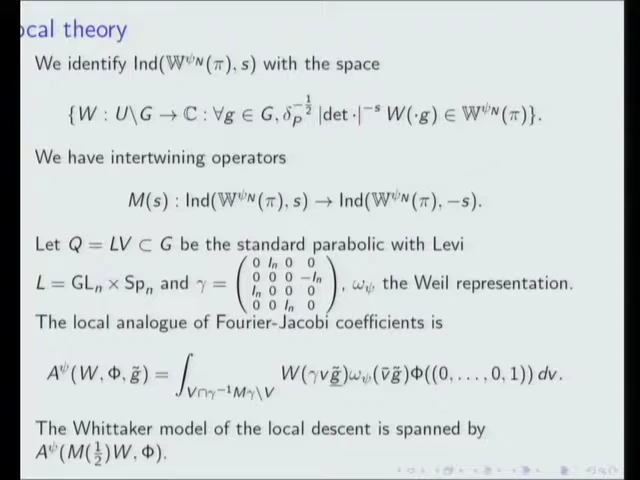 ocal theory
We identify Ind(𝕎^{ψ_N}(π), s) with the space
{W : U\G → ℂ : ∀g ∈ G, δ_P^{-1/2} |det ·|^{-s} W(·g) ∈ 𝕎^{ψ_N}(π)}.
We have intertwining operators
M(s) : Ind(𝕎^{ψ_N}(π), s) → Ind(𝕎^{ψ_N}(π), −s).
Let Q = LV ⊂ G be the standard parabolic with Levi
L = GL_n × Sp_n and γ = ( 0 I_n 0 0 ; 0 0 0 −I_n ; I_n 0 0 0 ; 0 0 I_n 0 ), ω_ψ the Weil representation.
The local analogue of Fourier-Jacobi coefficients is
A^ψ(W, Φ, g̃) = ∫_{V∩γ^{-1}Mγ\V} W(γvg̃)ω_ψ(v̄g̃)Φ((0, . . . , 0, 1)) dv.
The Whittaker model of the local descent is spanned by
A^ψ(M(1/2)W, Φ).